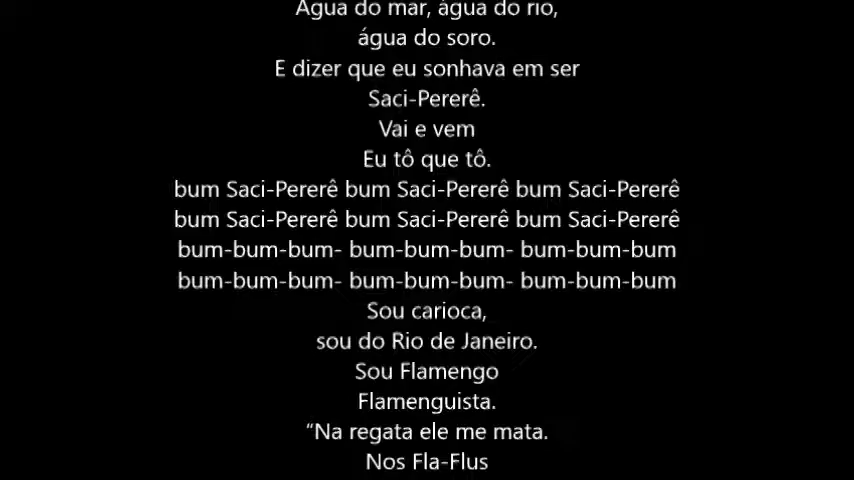 Água do mar, água do rio,
água do soro.
E dizer que eu sonhava em ser
Saci-Pererê.
Vai e vem
Eu tô que tô.
bum Saci-Pererê bum Saci-Pererê bum Saci-Pererê
bum Saci-Pererê bum Saci-Pererê bum Saci-Pererê
bum-bum-bum- bum-bum-bum- bum-bum-bum
bum-bum-bum- bum-bum-bum- bum-bum-bum
Sou carioca,
sou do Rio de Janeiro.
Sou Flamengo
Flamenguista.
“Na regata ele me mata.
Nos Fla-Flus